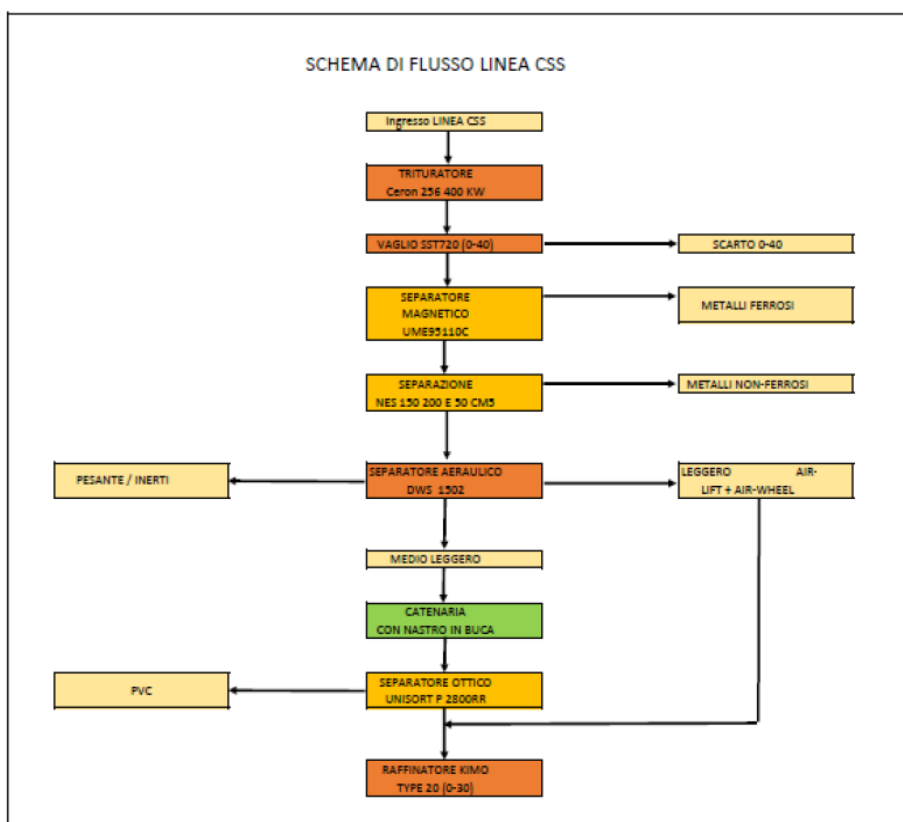 SCHEMA DI FLUSSO LINEA CSS
Ingresso LINEA CSS
TRITURATORE
Ceron 256 400 KW
VAGLIO SST720 (0-40)
SCARTO 0-40
SEPARATORE
MAGNETICO
UME95110C
METALLI FERROSI
SEPARAZIONE
NES 150 200 E 50 CM5
METALLI NON-FERROSI
PESANTE / INERTI
SEPARATORE AERAULICO
DWS 1502
LEGGERO AIR-
LIFT + AIR-WHEEL
MEDIO LEGGERO
CATENARIA
CON NASTRO IN BUCA
PVC
SEPARATORE OTTICO
UNISORT P 2800RR
RAFFINATORE KIMO
TYPE 20 (0-30)